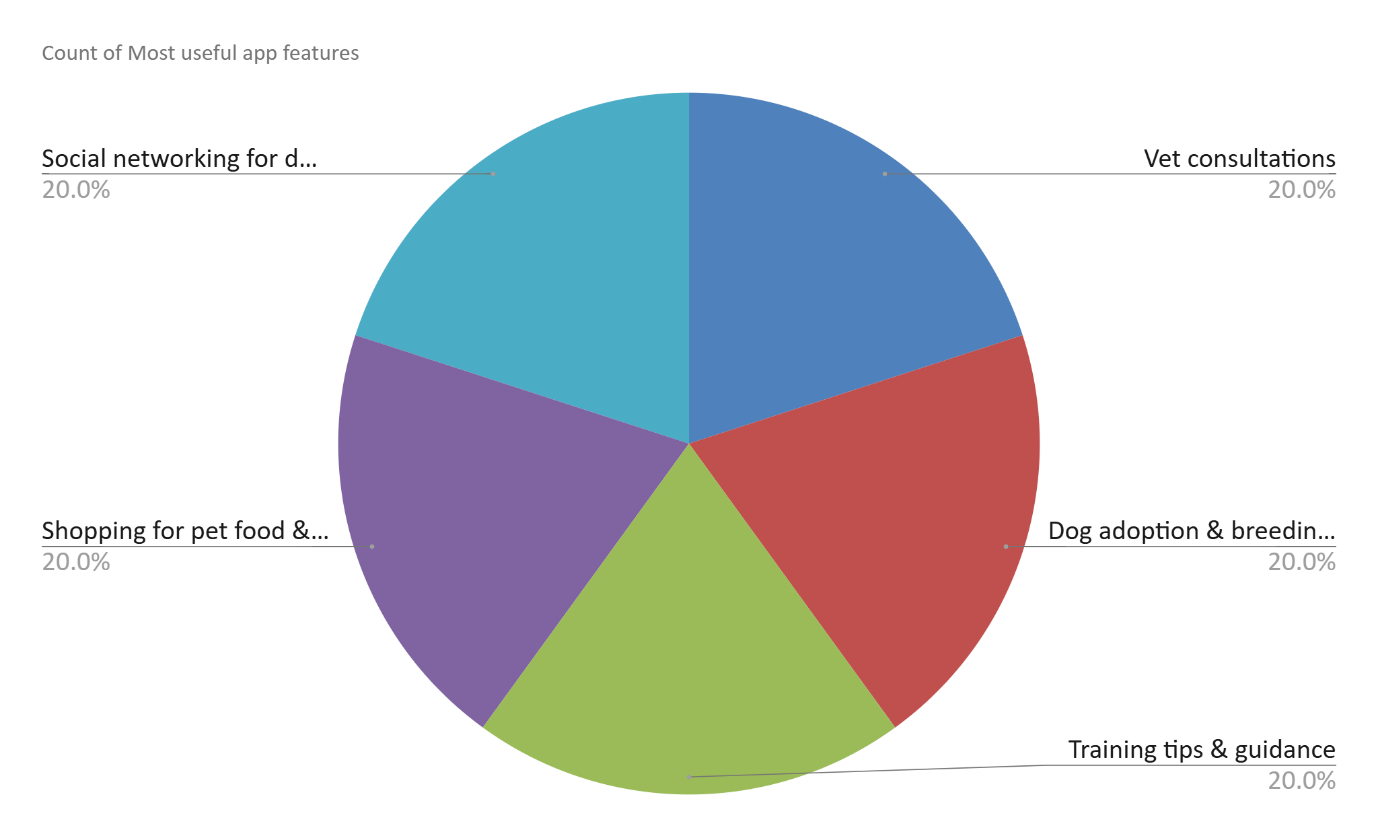 Count of Most useful app features
Social networking for d...
20.0%
Vet consultations
20.0%
Shopping for pet food &...
20.0%
Dog adoption & breedin...
20.0%
Training tips & guidance
20.0%